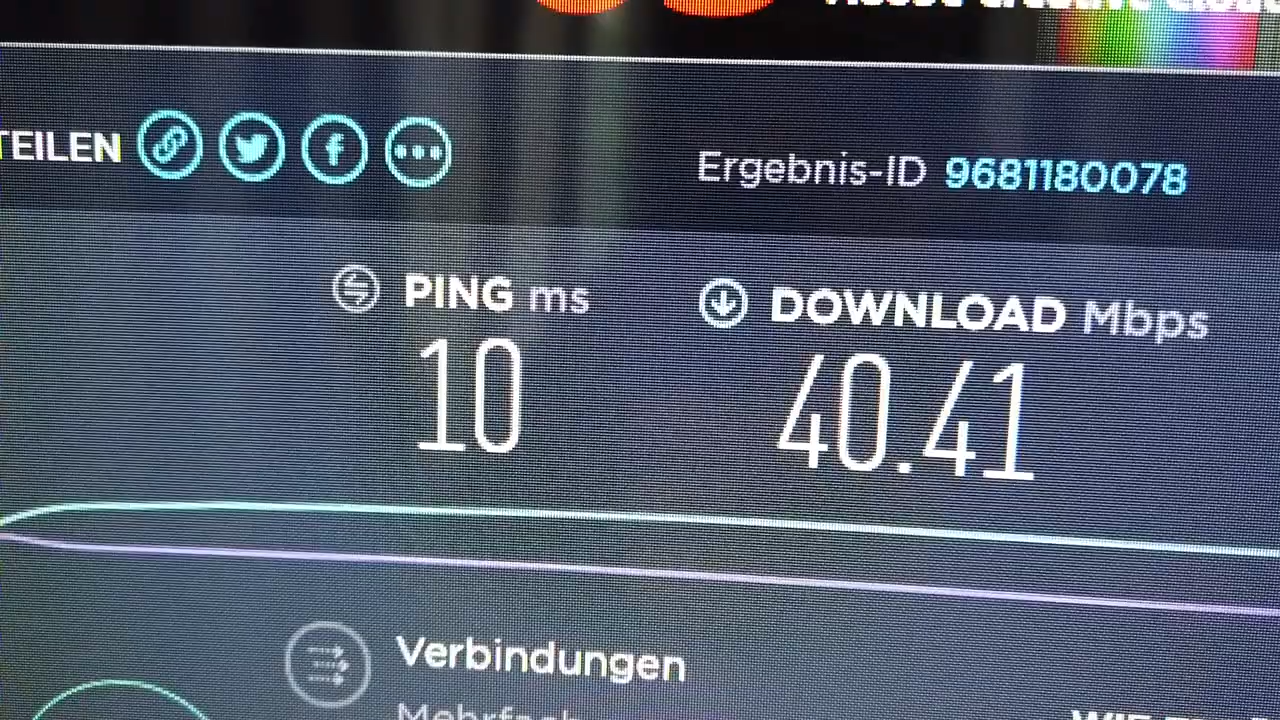 TEILEN
Ergebnis-ID 9681180078
PING ms
DOWNLOAD Mbps
10
40.41
Verbindungen